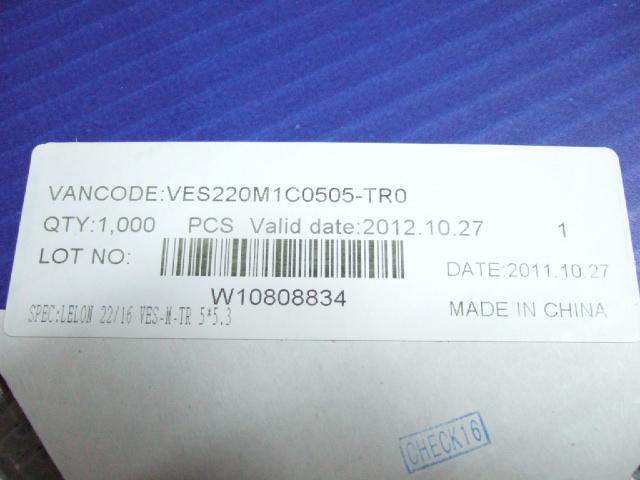 VANCODE:VES220M1C0505-TR0
QTY:1,000 PCS Valid date:2012.10.27 1
LOT NO:
DATE:2011.10.27
W10808834
SPEC:LELON 22/16 VES-M-TR 5*5.3
MADE IN CHINA
CHECK16